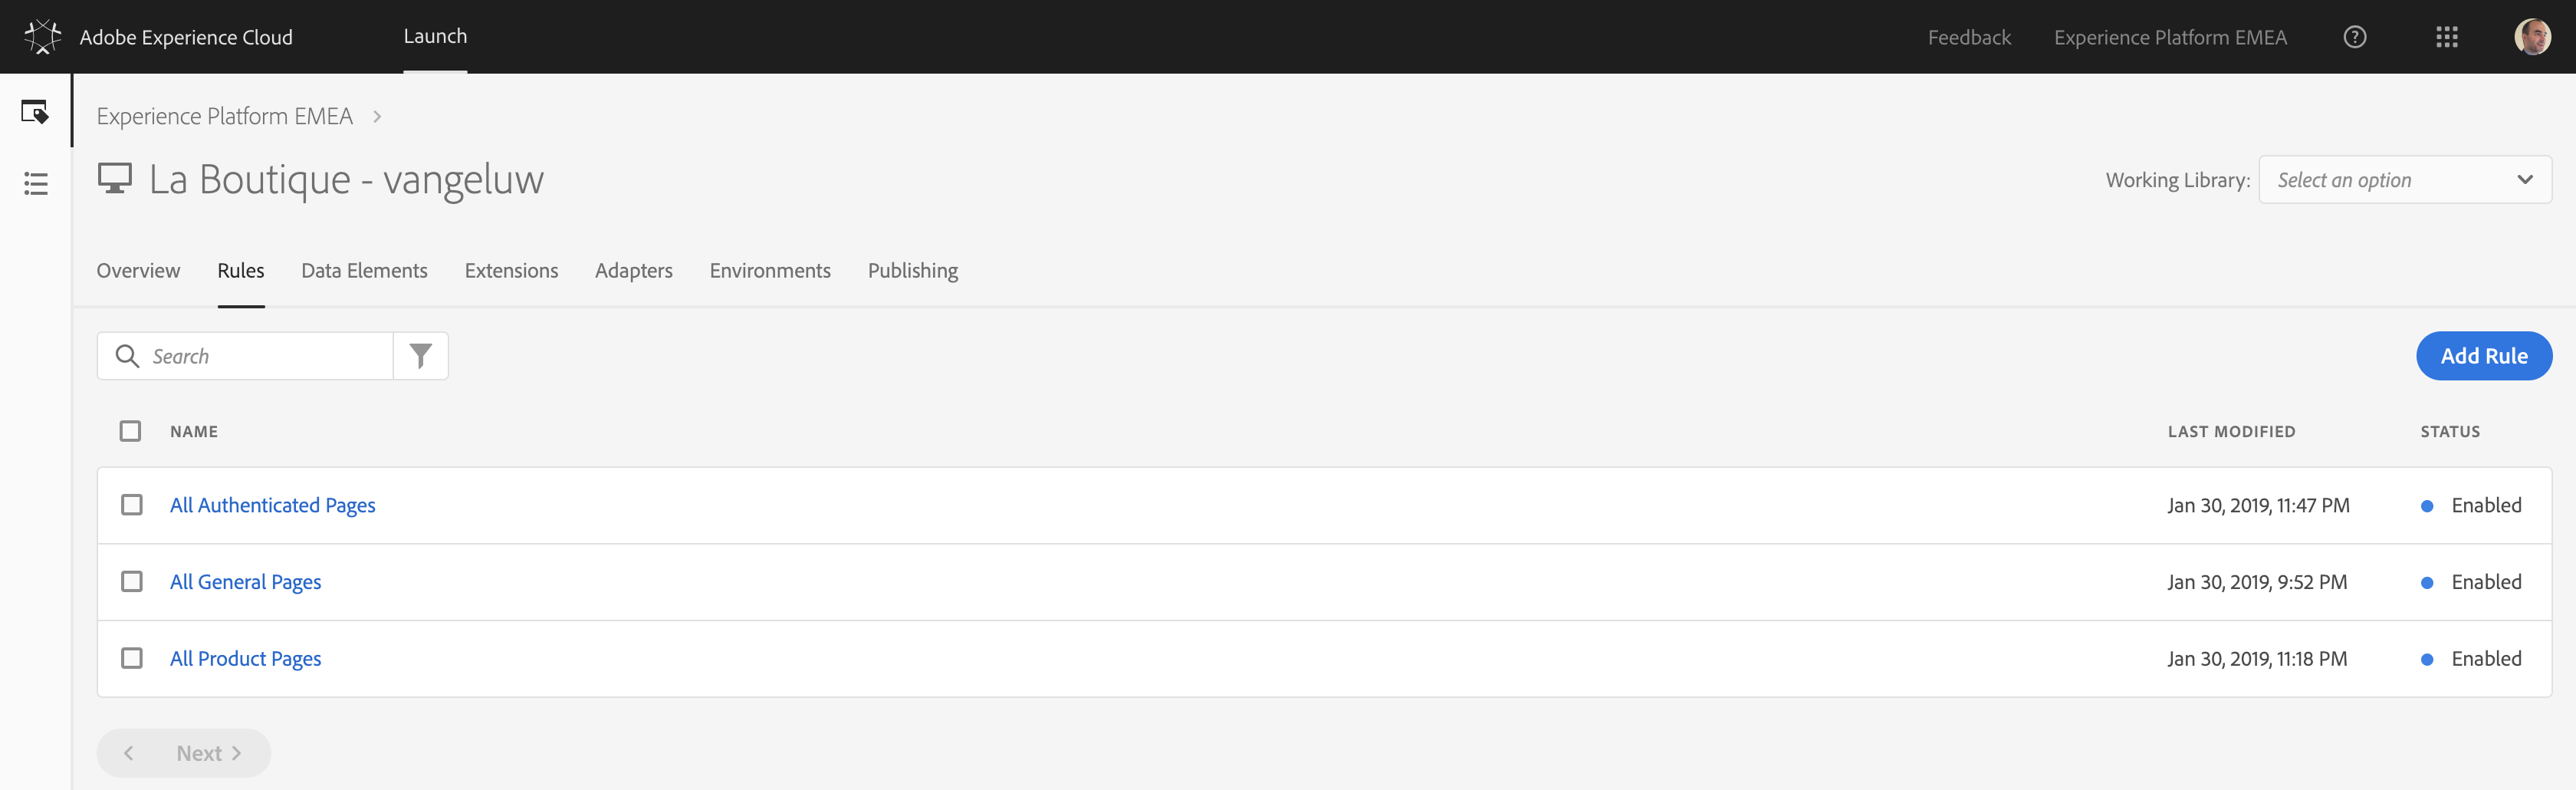 Adobe Experience Cloud Launch Feedback Experience Platform EMEA ?
Experience Platform EMEA >
La Boutique - vangeluw Working Library: Select an option
Overview Rules Data Elements Extensions Adapters Environments Publishing
Search Add Rule
NAME LAST MODIFIED STATUS
All Authenticated Pages Jan 30, 2019, 11:47 PM Enabled
All General Pages Jan 30, 2019, 9:52 PM Enabled
All Product Pages Jan 30, 2019, 11:18 PM Enabled
< Next >